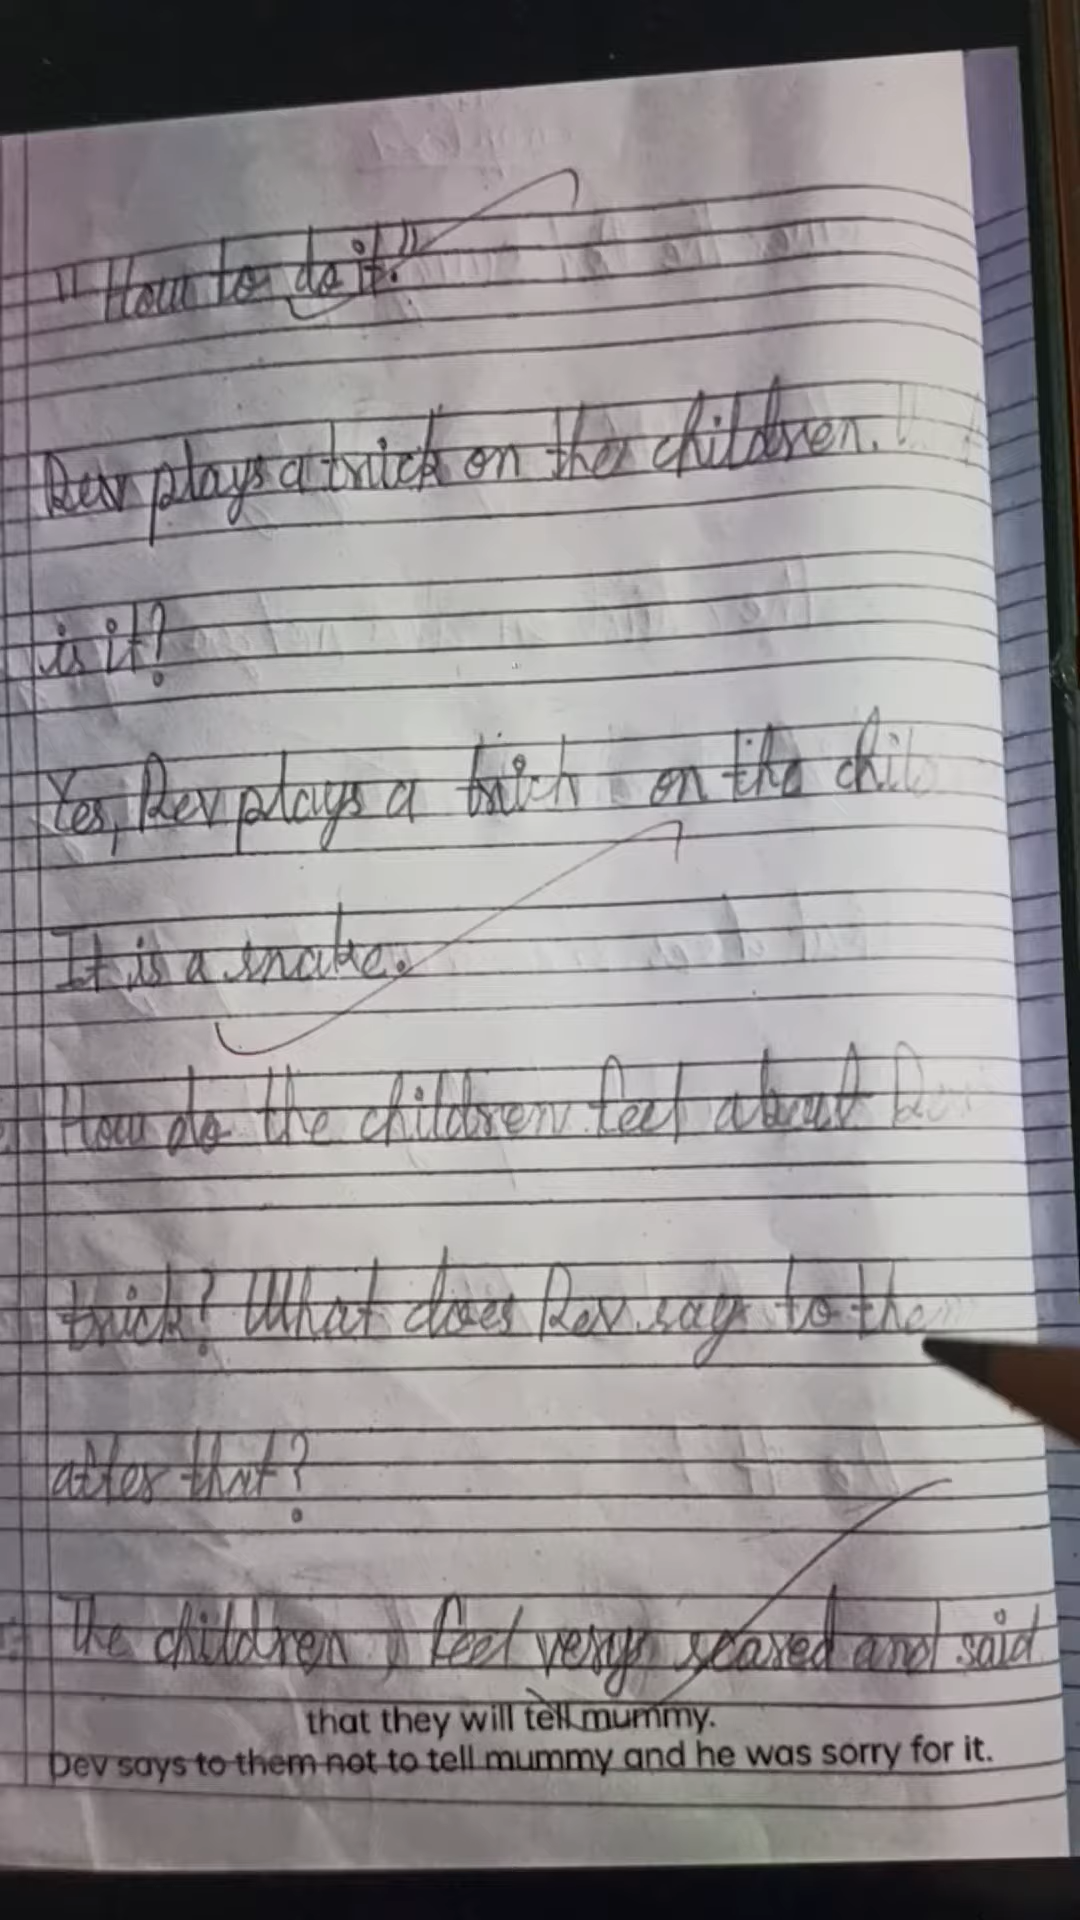 "How to do it."
Dev plays a trick on the children.
is it?
Yes, Dev plays a trick on the chil
It is a snake.
How do the children feel about Dev
trick? What does Dev say to the
after that?
The children feel very scared and said
that they will tell mummy.
Dev says to them not to tell mummy and he was sorry for it.